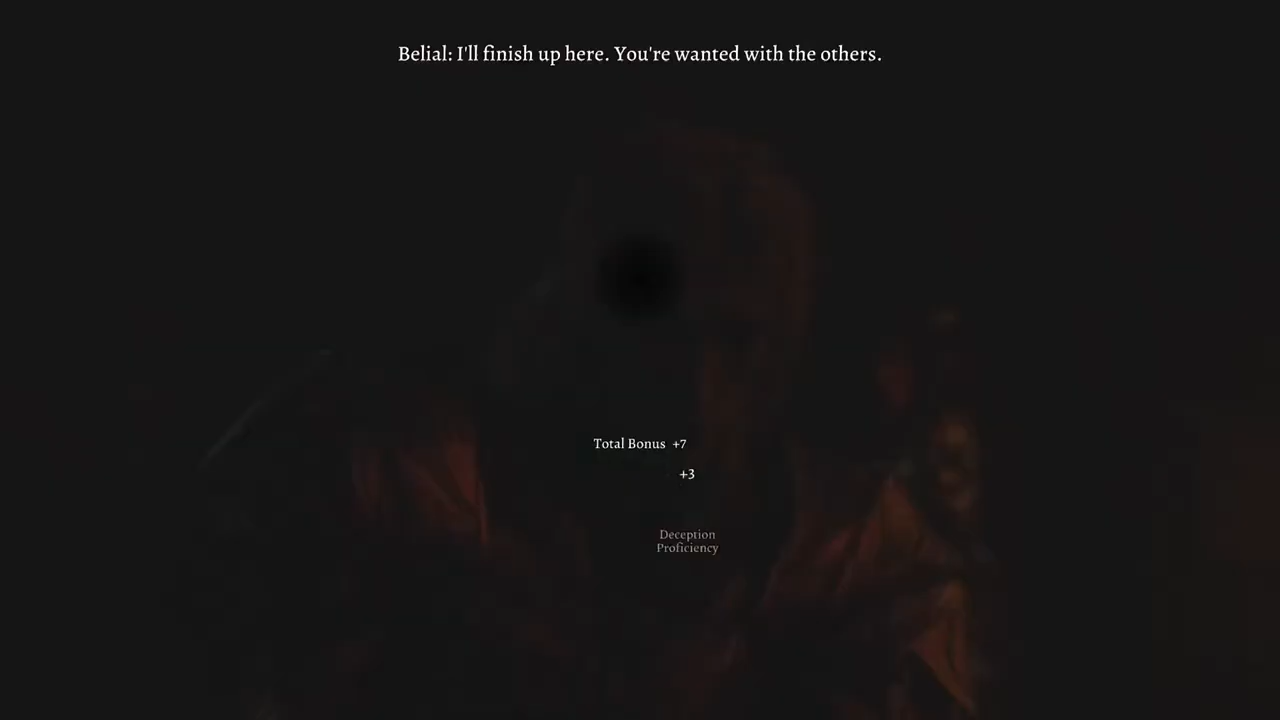 Belial: I'll finish up here. You're wanted with the others.
Total Bonus +7
+3
Deception
Proficiency